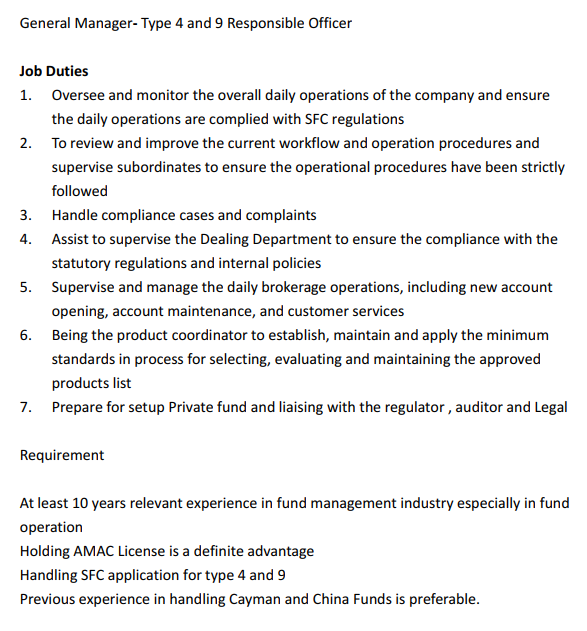 General Manager- Type 4 and 9 Responsible Officer
Job Duties
1. Oversee and monitor the overall daily operations of the company and ensure
the daily operations are complied with SFC regulations
2. To review and improve the current workflow and operation procedures and
supervise subordinates to ensure the operational procedures have been strictly
followed
3. Handle compliance cases and complaints
4. Assist to supervise the Dealing Department to ensure the compliance with the
statutory regulations and internal policies
5. Supervise and manage the daily brokerage operations, including new account
opening, account maintenance, and customer services
6. Being the product coordinator to establish, maintain and apply the minimum
standards in process for selecting, evaluating and maintaining the approved
products list
7. Prepare for setup Private fund and liaising with the regulator , auditor and Legal
Requirement
At least 10 years relevant experience in fund management industry especially in fund
operation
Holding AMAC License is a definite advantage
Handling SFC application for type 4 and 9
Previous experience in handling Cayman and China Funds is preferable.